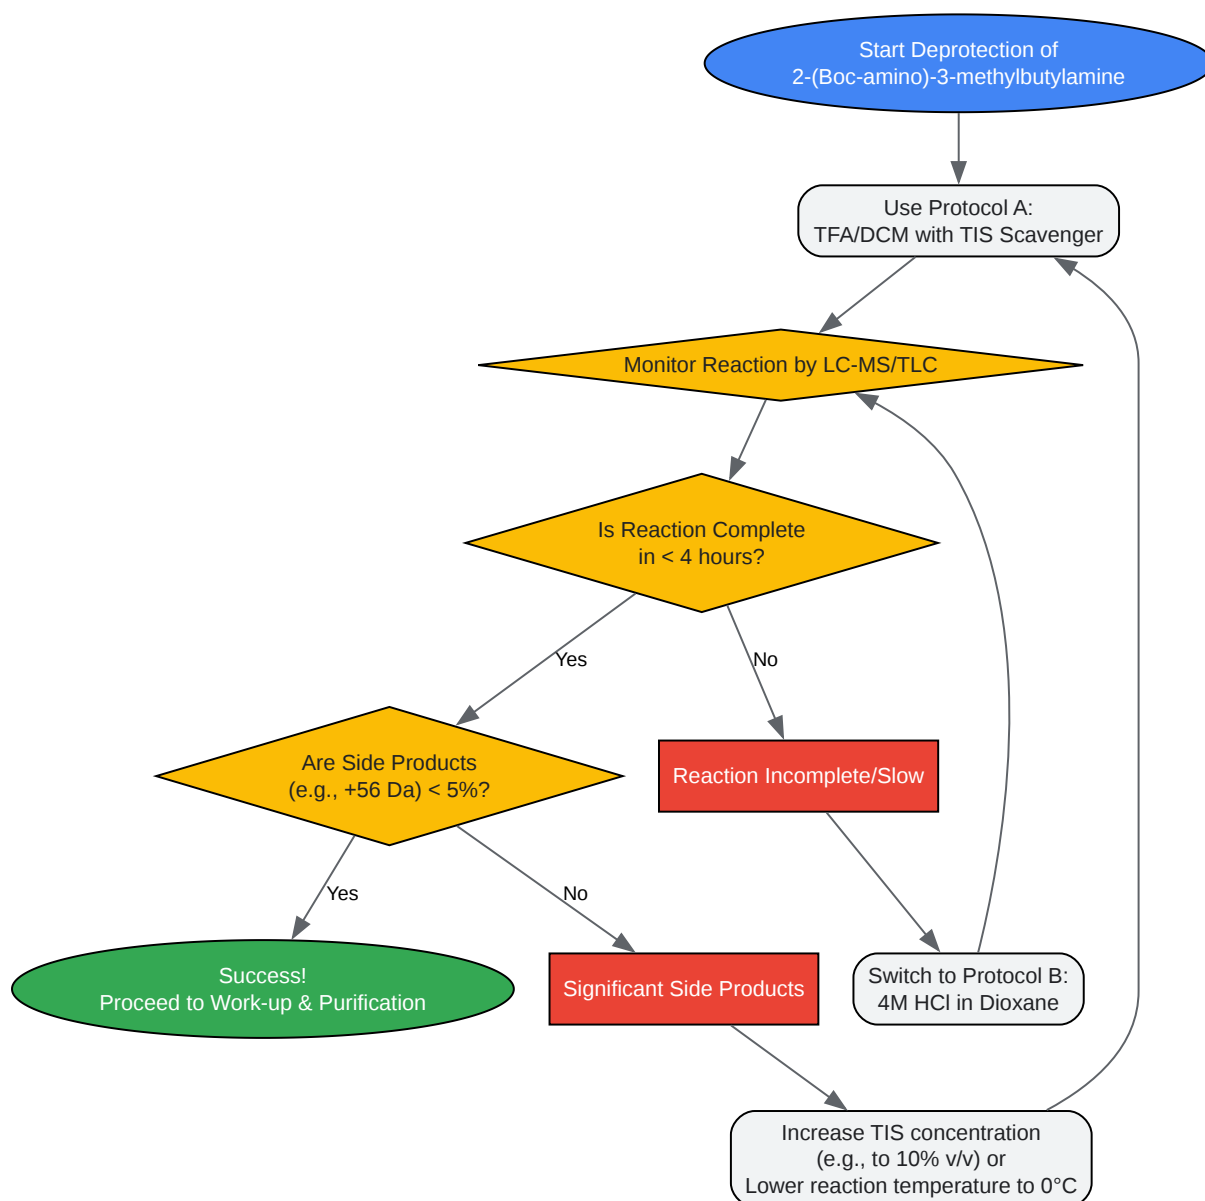 Start Deprotection of
2-(Boc-amino)-3-methylbutylamine
Use Protocol A:
TFA/DCM with TIS Scavenger
Monitor Reaction by LC-MS/TLC
Is Reaction Complete
in < 4 hours?
Yes
No
Are Side Products
(e.g., +56 Da) < 5%?
Reaction Incomplete/Slow
Yes
No
Success!
Proceed to Work-up & Purification
Significant Side Products
Switch to Protocol B:
4M HCl in Dioxane
Increase TIS concentration
(e.g., to 10% v/v) or
Lower reaction temperature to 0°C